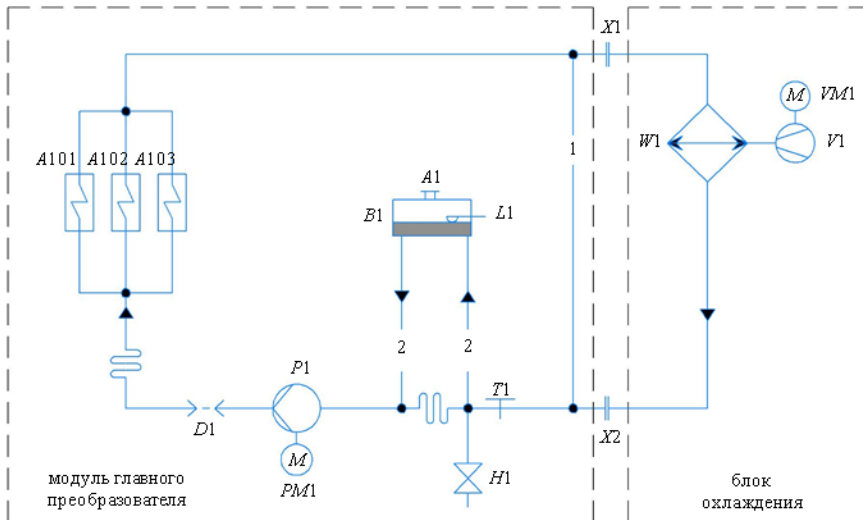 X1
M VM1
A101 A102 A103
1
W1
V1
A1
B1
L1
2
2
P1
T1
D1
X2
M
PM1
H1
модуль главного
преобразователя
блок
охлаждения